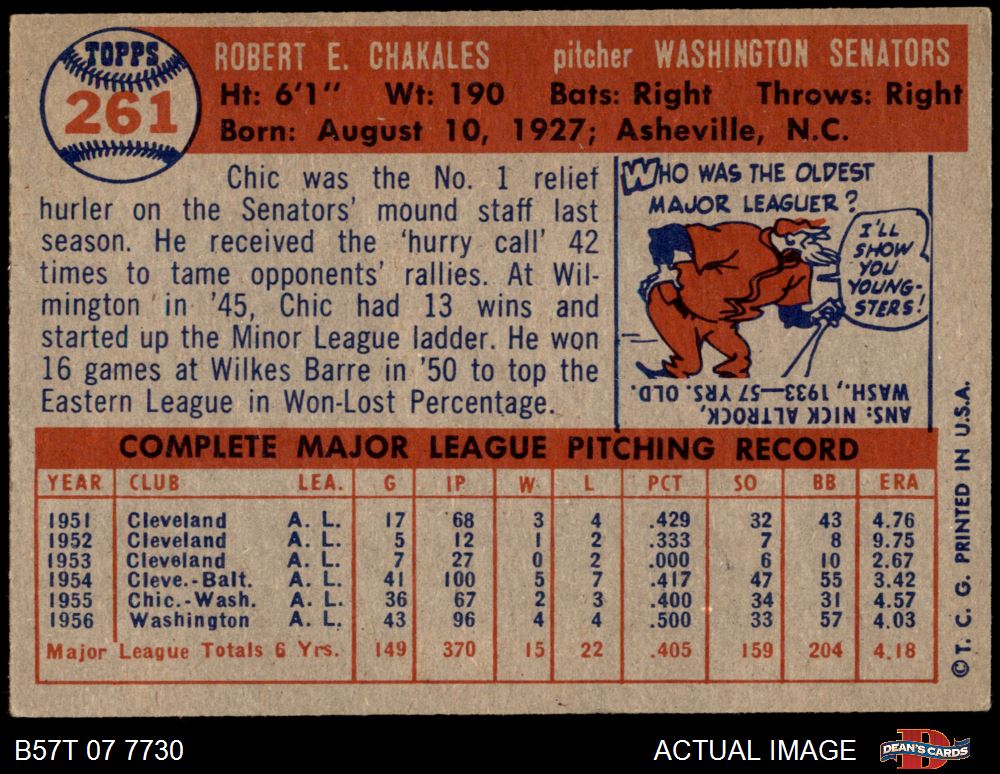 TOPPS
261
ROBERT E. CHAKALES pitcher WASHINGTON SENATORS
Ht: 6'1" Wt: 190 Bats: Right Throws: Right
Born: August 10, 1927; Asheville, N.C.
Chic was the No. 1 relief
hurler on the Senators' mound staff last
season. He received the 'hurry call' 42
times to tame opponents' rallies. At Wil-
mington in '45, Chic had 13 wins and
started up the Minor League ladder. He won
16 games at Wilkes Barre in '50 to top the
Eastern League in Won-Lost Percentage.
WHO WAS THE OLDEST
MAJOR LEAGUER?
I'LL
SHOW
YOU
YOUNG-
STERS!
ANS: NICK ALTROCK,
WASH., 1933—57 YRS. OLD.
COMPLETE MAJOR LEAGUE PITCHING RECORD
YEAR CLUB LEA. G IP W L PCT SO BB ERA
1951 Cleveland A. L. 17 68 3 4 .429 32 43 4.76
1952 Cleveland A. L. 5 12 1 2 .333 7 8 9.75
1953 Cleveland A. L. 7 27 0 2 .000 6 10 2.67
1954 Cleve.-Balt. A. L. 41 100 5 7 .417 47 55 3.42
1955 Chic.-Wash. A. L. 36 67 2 3 .400 34 31 4.57
1956 Washington A. L. 43 96 4 4 .500 33 57 4.03
Major League Totals 6 Yrs. 149 370 15 22 .405 159 204 4.18
©T. C. G. PRINTED IN U.S.A.
B57T 07 7730 ACTUAL IMAGE
DEAN'S CARDS